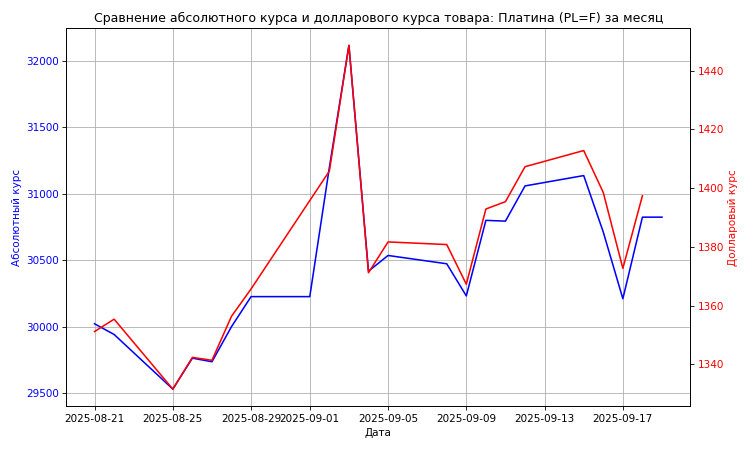 Сравнение абсолютного курса и долларового курса товара: Платина (PL=F) за месяц
32000
31500
31000
30500
30000
29500
Абсолютный курс
1440
1420
1400
1380
1360
1340
Долларовый курс
2025-08-21 2025-08-25 2025-08-29 2025-09-01 2025-09-05 2025-09-09 2025-09-13 2025-09-17
Дата